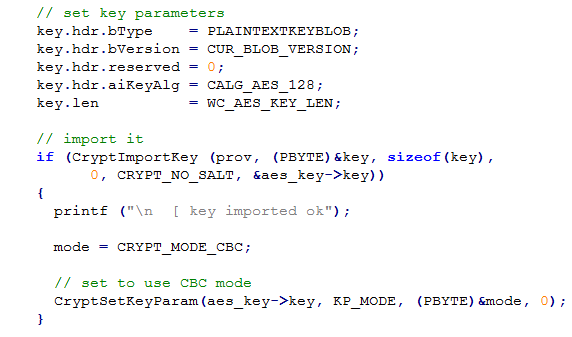 // set key parameters
key.hdr.bType    = PLAINTEXTKEYBLOB;
key.hdr.bVersion = CUR_BLOB_VERSION;
key.hdr.reserved = 0;
key.hdr.aiKeyAlg = CALG_AES_128;
key.len          = WC_AES_KEY_LEN;

// import it
if (CryptImportKey (prov, (PBYTE)&key, sizeof(key),
      0, CRYPT_NO_SALT, &aes_key->key))
{
  printf ("\n  [ key imported ok");

  mode = CRYPT_MODE_CBC;

  // set to use CBC mode
  CryptSetKeyParam(aes_key->key, KP_MODE, (PBYTE)&mode, 0);
}